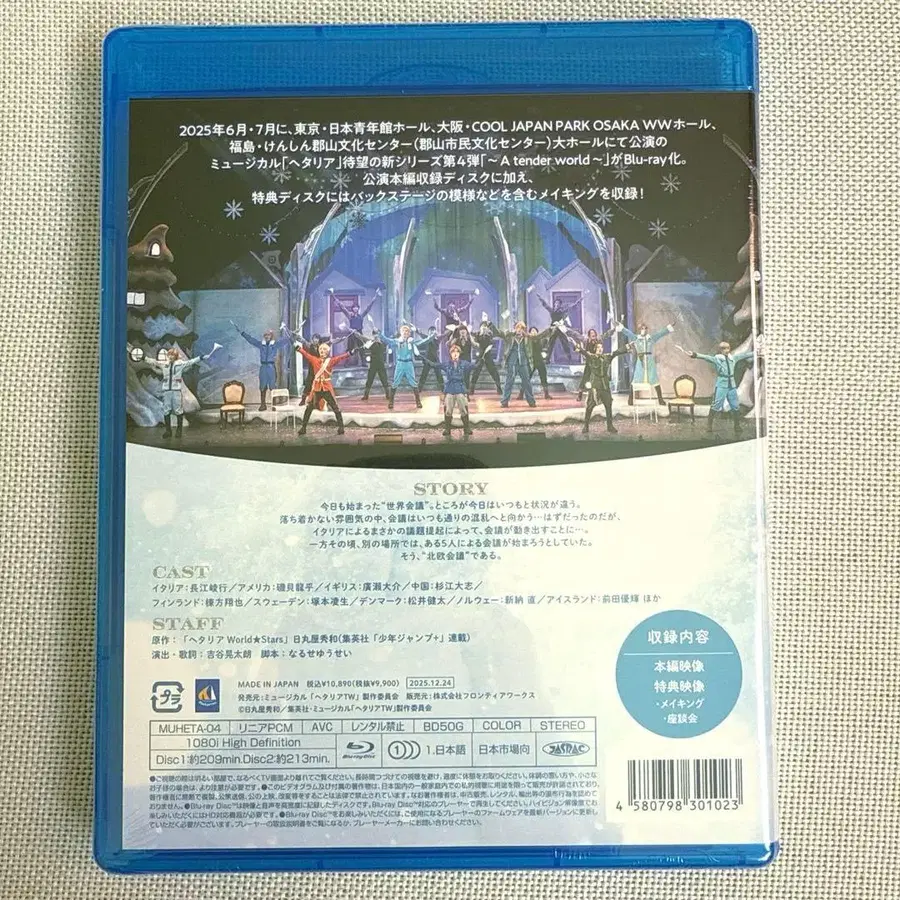 2025年6月・7月に、東京・日本青年館ホール、大阪・COOL JAPAN PARK OSAKA WWホール、
福島・けんしん郡山文化センター(郡山市民文化センター)大ホールにて公演の
ミュージカル「ヘタリア」待望の新シリーズ第4弾「~A tender world~」がBlu-ray化。
公演本編収録ディスクに加え、
特典ディスクにはバックステージの模様などを含むメイキングを収録!
STORY
今日も始まった“世界会議”。ところが今日はいつもと状況が違う。
落ち着かない雰囲気の中、会議はいつも通りの混乱へと向かう…はずだったのだが、
イタリアによるまさかの議題提起によって、会議が動き出すことに…。
一方その頃、別の場所では、ある5人による会議が始まろうとしていた。
そう、“北欧会議”である。
CAST
イタリア:長江崚行/アメリカ:磯貝龍乎/イギリス:廣瀬大介/中国:杉江大志/
フィンランド:棟方翔也/スウェーデン:塚本凌生/デンマーク:松井健太/ノルウェー:新納 直/アイスランド:前田優輝 ほか
STAFF
原作:「ヘタリア World★Stars」日丸屋秀和(集英社「少年ジャンプ+」連載)
演出・歌詞:吉谷晃太朗 脚本:なるせゆうせい
収録内容
本編映像
特典映像
・メイキング
・座談会
プラ
MADE IN JAPAN 税込¥10,890(税抜¥9,900) 2025.12.24
発売元:ミュージカル「ヘタリアTW」製作委員会 販売元:株式会社フロンティアワークス
©日丸屋秀和/集英社・ミュージカル「ヘタリアTW」製作委員会
MUHETA-04 リニアPCM AVC レンタル禁止 BD50G COLOR STEREO
1080i High Definition Blu-ray Disc 1.日本語 日本市場向 JASRAC
Disc1:約209min.Disc2:約213min.
4 580798 301023